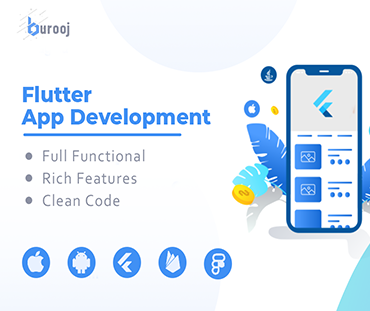 burooj
Flutter
App Development
Full Functional
Rich Features
Clean Code